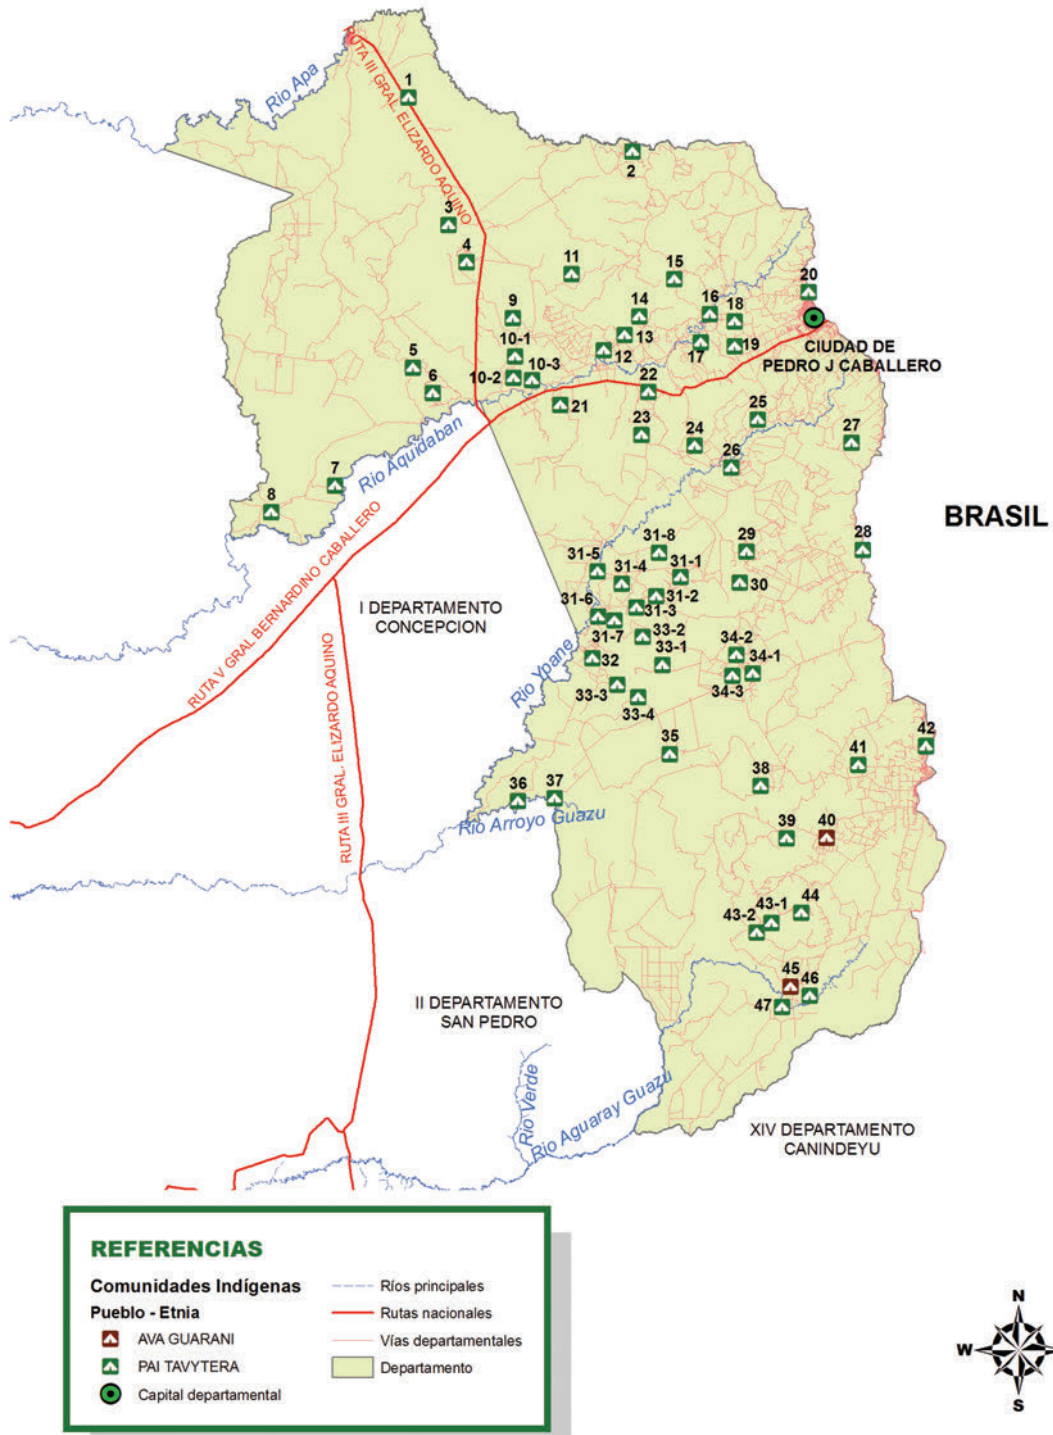 RUTA III GRAL. ELIZARDO AQUINO
Rio Apa
1
2
3
4
11
15
20
9
14
16
18
10-1
13
12
17
19
CIUDAD DE
PEDRO J CABALLERO
5
6
10-2
10-3
22
21
23
24
25
26
27
Rio Aquidaban
7
8
RUTA V GRAL BERNARDINO CABALLERO
BRASIL
28
31-8
29
31-5
31-4
31-1
30
31-2
31-6
31-3
I DEPARTAMENTO
CONCEPCION
31-7
33-2
33-1
34-2
34-1
32
34-3
33-3
33-4
Rio Ypane
RUTA III GRAL. ELIZARDO AQUINO
35
42
41
38
36
37
Rio Arroyo Guazu
39
40
43-1
44
43-2
45
46
47
II DEPARTAMENTO
SAN PEDRO
Rio Verde
Rio Aguaray Guazu
XIV DEPARTAMENTO
CANINDEYU
REFERENCIAS
Comunidades Indígenas
Pueblo - Etnia
AVA GUARANI
PAI TAVYTERA
Capital departamental
Ríos principales
Rutas nacionales
Vías departamentales
Departamento
N
W
S